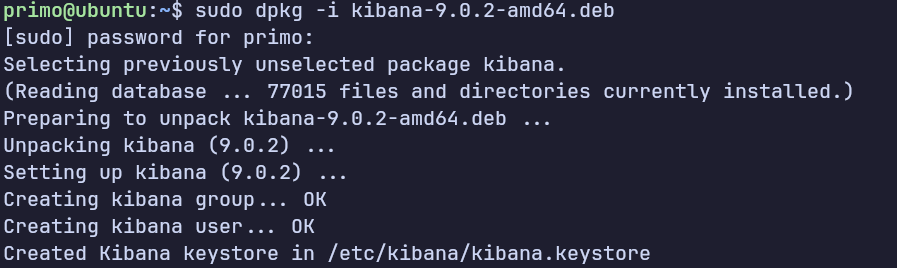 primo@ubuntu:~$ sudo dpkg -i kibana-9.0.2-amd64.deb
[sudo] password for primo:
Selecting previously unselected package kibana.
(Reading database ... 77015 files and directories currently installed.)
Preparing to unpack kibana-9.0.2-amd64.deb ...
Unpacking kibana (9.0.2) ...
Setting up kibana (9.0.2) ...
Creating kibana group... OK
Creating kibana user... OK
Created Kibana keystore in /etc/kibana/kibana.keystore